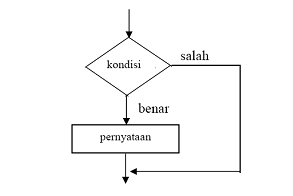 salah
kondisi
benar
pernyataan